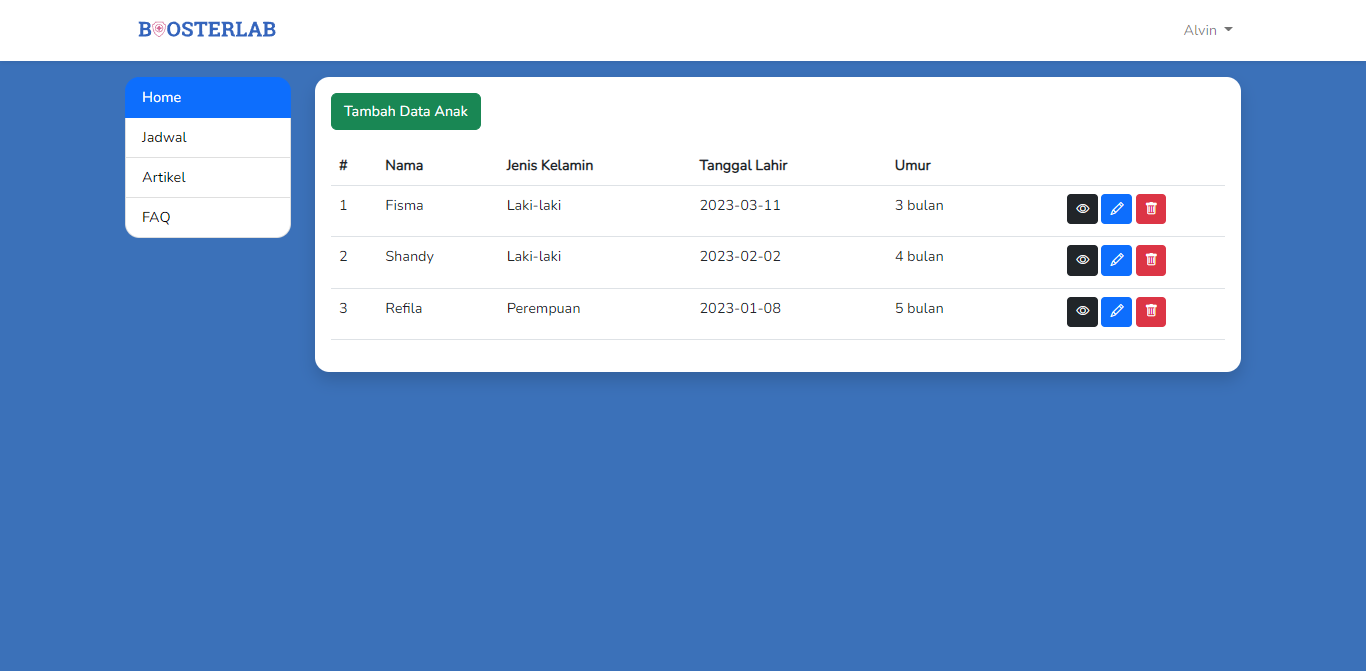 BOOSTERLAB
Alvin
Home
Jadwal
Artikel
FAQ
Tambah Data Anak
# Nama Jenis Kelamin Tanggal Lahir Umur
1 Fisma Laki-laki 2023-03-11 3 bulan
2 Shandy Laki-laki 2023-02-02 4 bulan
3 Refila Perempuan 2023-01-08 5 bulan